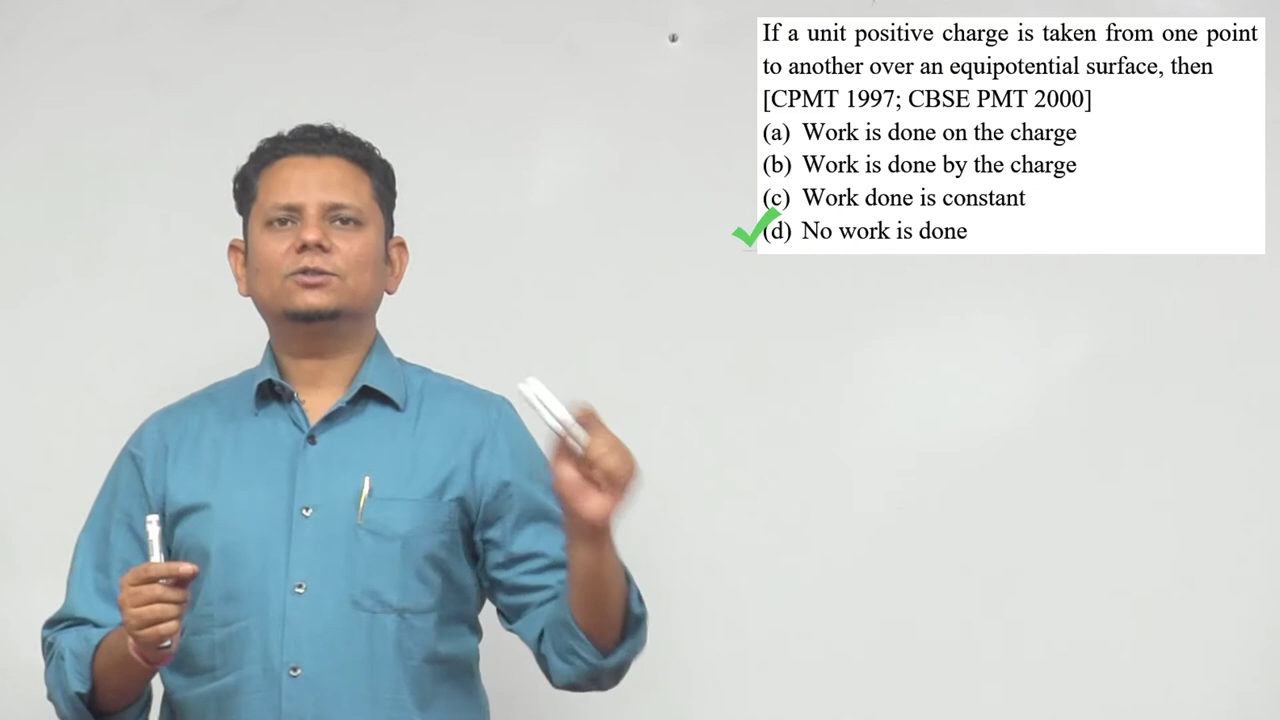 If a unit positive charge is taken from one point
to another over an equipotential surface, then
[CPMT 1997; CBSE PMT 2000]
(a) Work is done on the charge
(b) Work is done by the charge
(c) Work done is constant
(d) No work is done